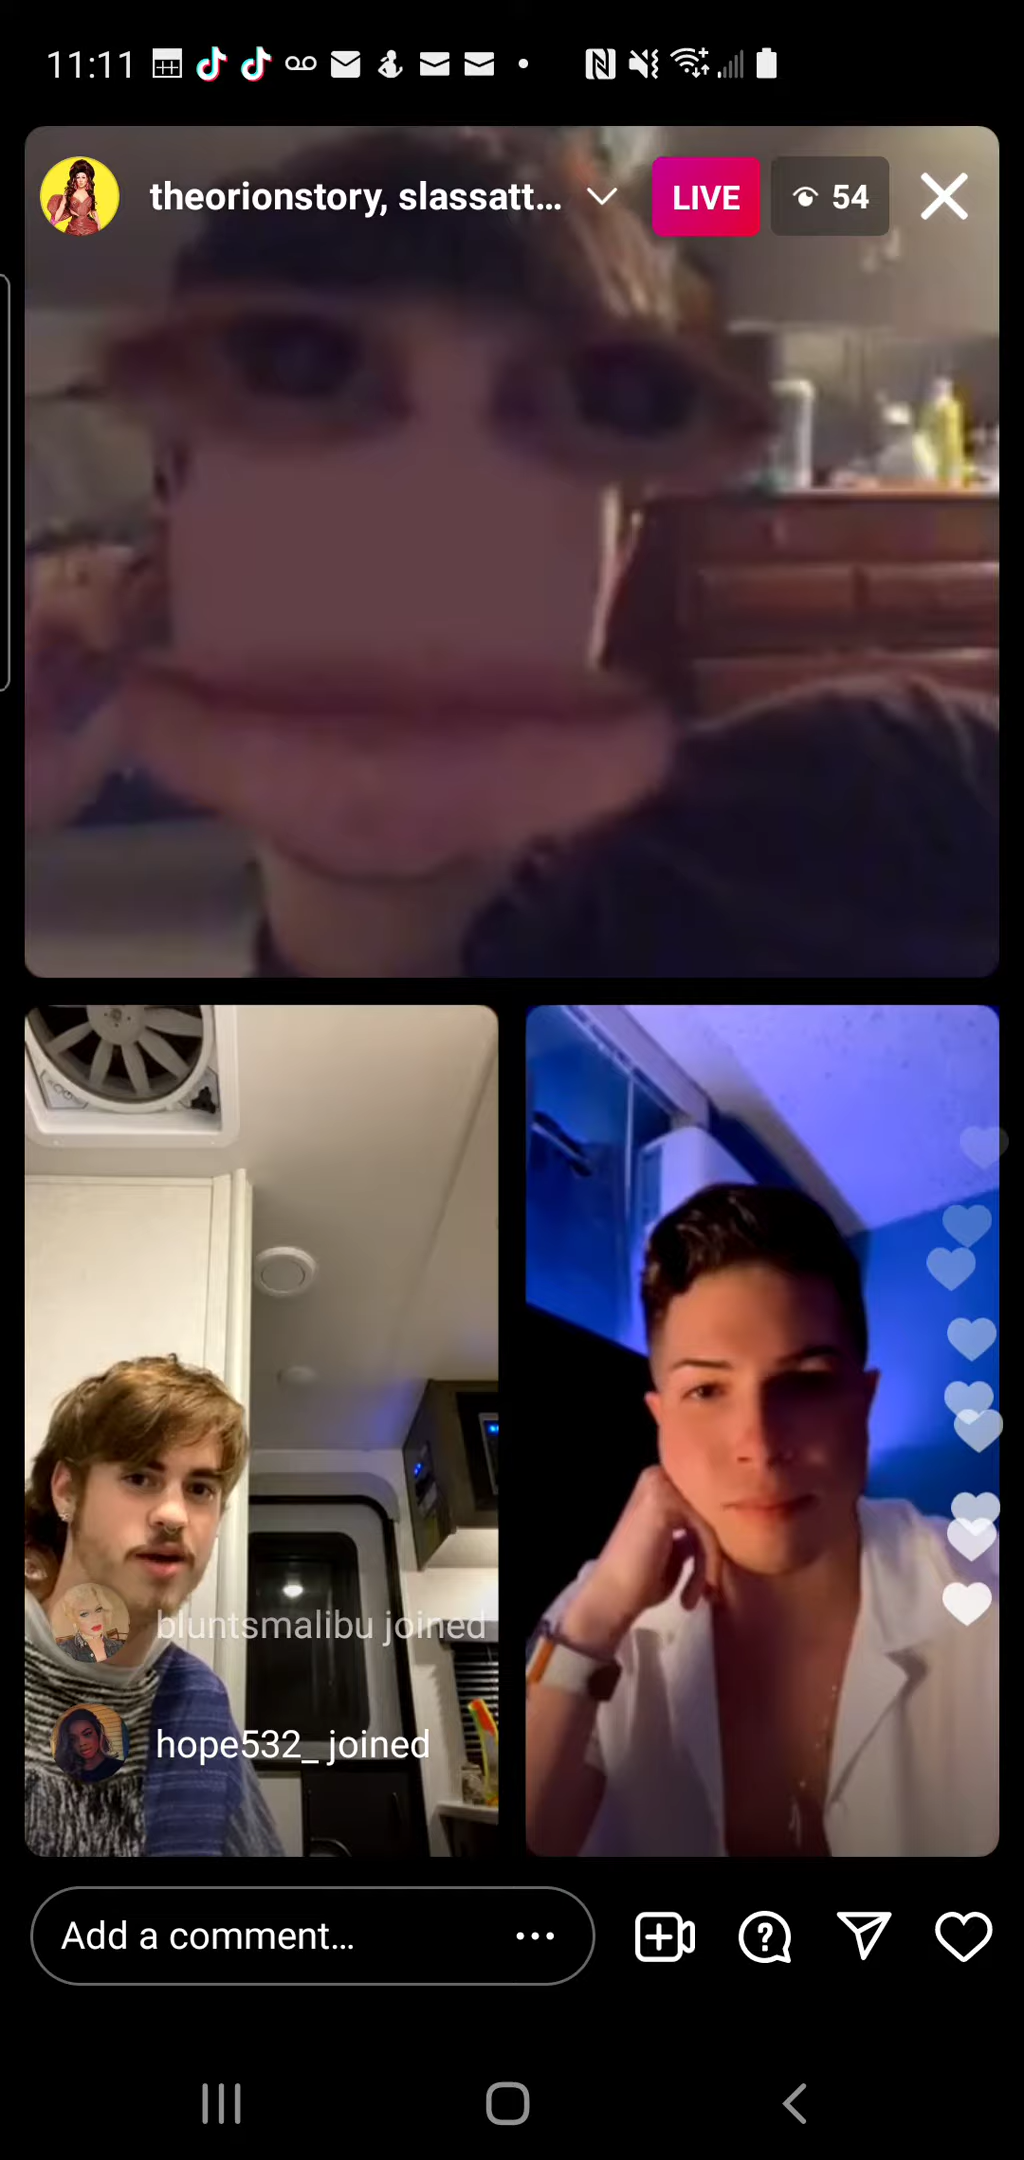 11:11
theorionstory, slassatt...
LIVE
54
bluntsmalibu joined
hope532_ joined
Add a comment...